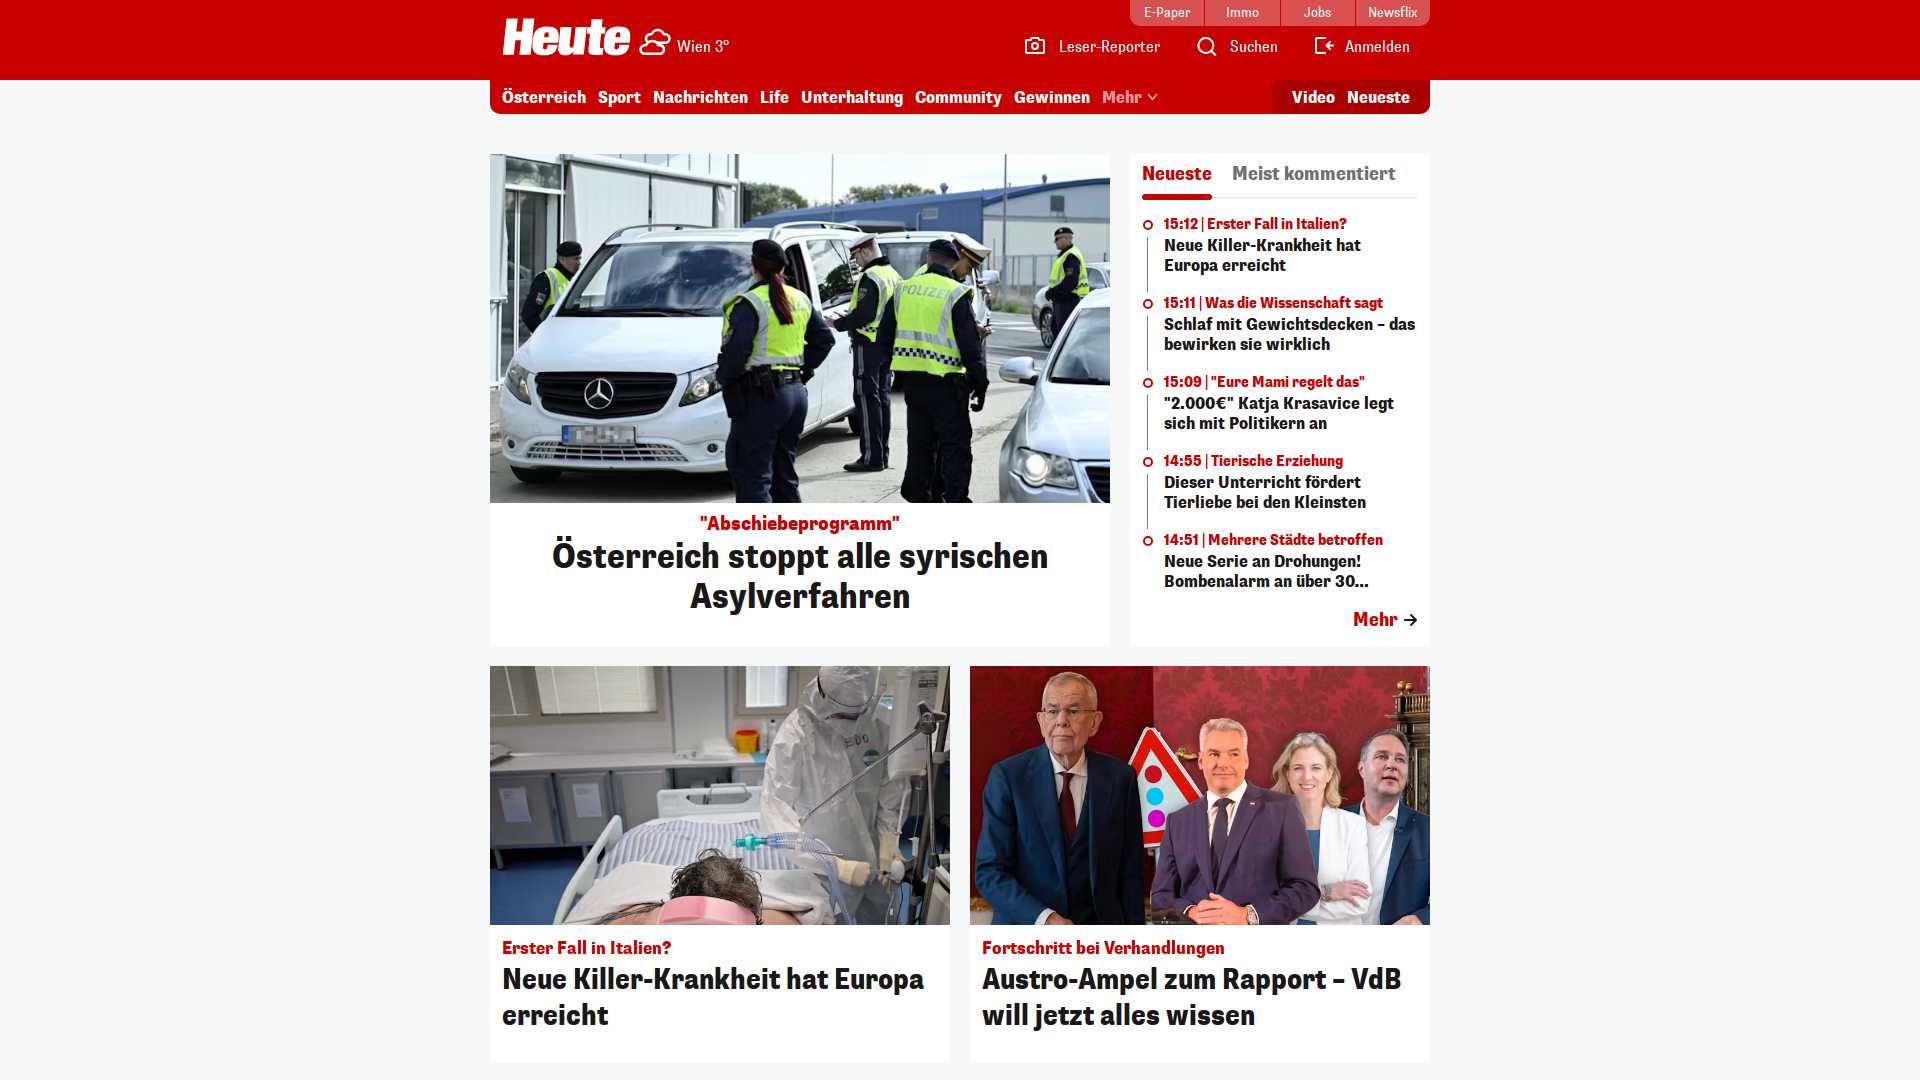 E-Paper
Immo
Jobs
Newsflix
Heute
Wien 3°
Leser-Reporter
Suchen
Anmelden
Österreich Sport Nachrichten Life Unterhaltung Community Gewinnen Mehr
Video Neueste
POLIZEI
"Abschiebeprogramm"
Österreich stoppt alle syrischen
Asylverfahren
Neueste
Meist kommentiert
15:12 | Erster Fall in Italien?
Neue Killer-Krankheit hat
Europa erreicht
15:11 | Was die Wissenschaft sagt
Schlaf mit Gewichtsdecken – das
bewirken sie wirklich
15:09 | "Eure Mami regelt das"
"2.000€" Katja Krasavice legt
sich mit Politikern an
14:55 | Tierische Erziehung
Dieser Unterricht fördert
Tierliebe bei den Kleinsten
14:51 | Mehrere Städte betroffen
Neue Serie an Drohungen!
Bombenalarm an über 30...
Mehr
Erster Fall in Italien?
Neue Killer-Krankheit hat Europa
erreicht
Fortschritt bei Verhandlungen
Austro-Ampel zum Rapport – VdB
will jetzt alles wissen